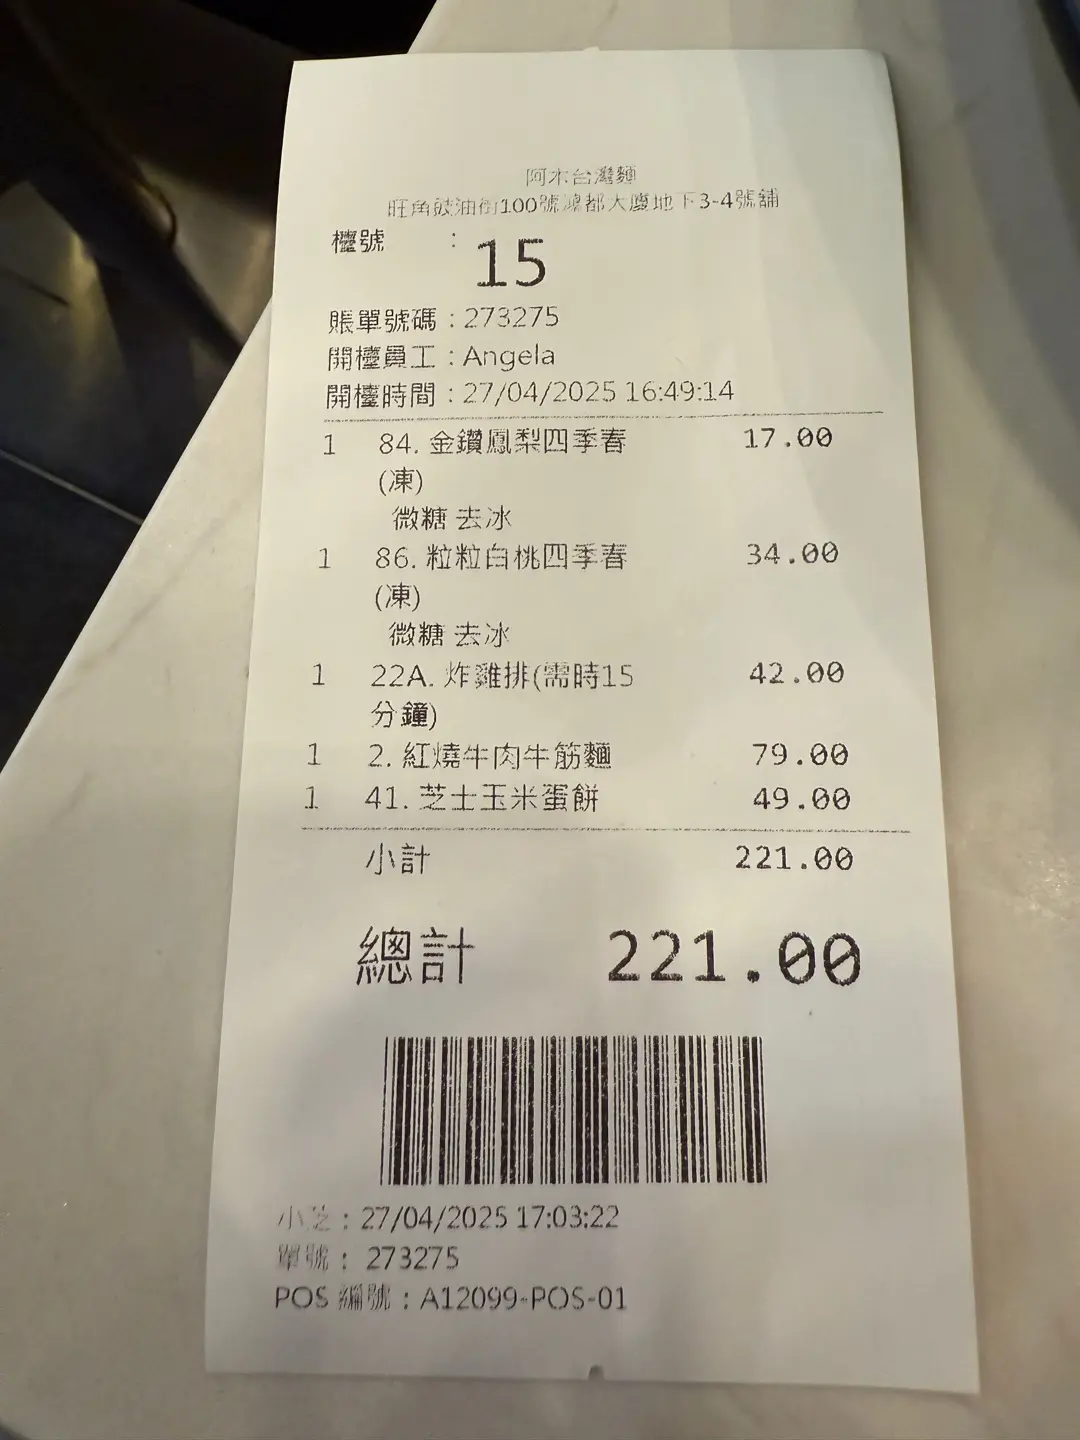 阿木台灣麵
旺角豉油街100號鴻都大廈地下3-4號舖
檯號 : 15
賬單號碼 : 273275
開檯員工 : Angela
開檯時間 : 27/04/2025 16:49:14
1 84. 金鑽鳳梨四季春 17.00
(凍)
微糖 去冰
1 86. 粒粒白桃四季春 34.00
(凍)
微糖 去冰
1 22A. 炸雞排(需時15 42.00
分鐘)
1 2. 紅燒牛肉牛筋麵 79.00
1 41. 芝士玉米蛋餅 49.00
小計 221.00
總計 221.00
小芝 : 27/04/2025 17:03:22
單號 : 273275
POS 編號 : A12099-POS-01